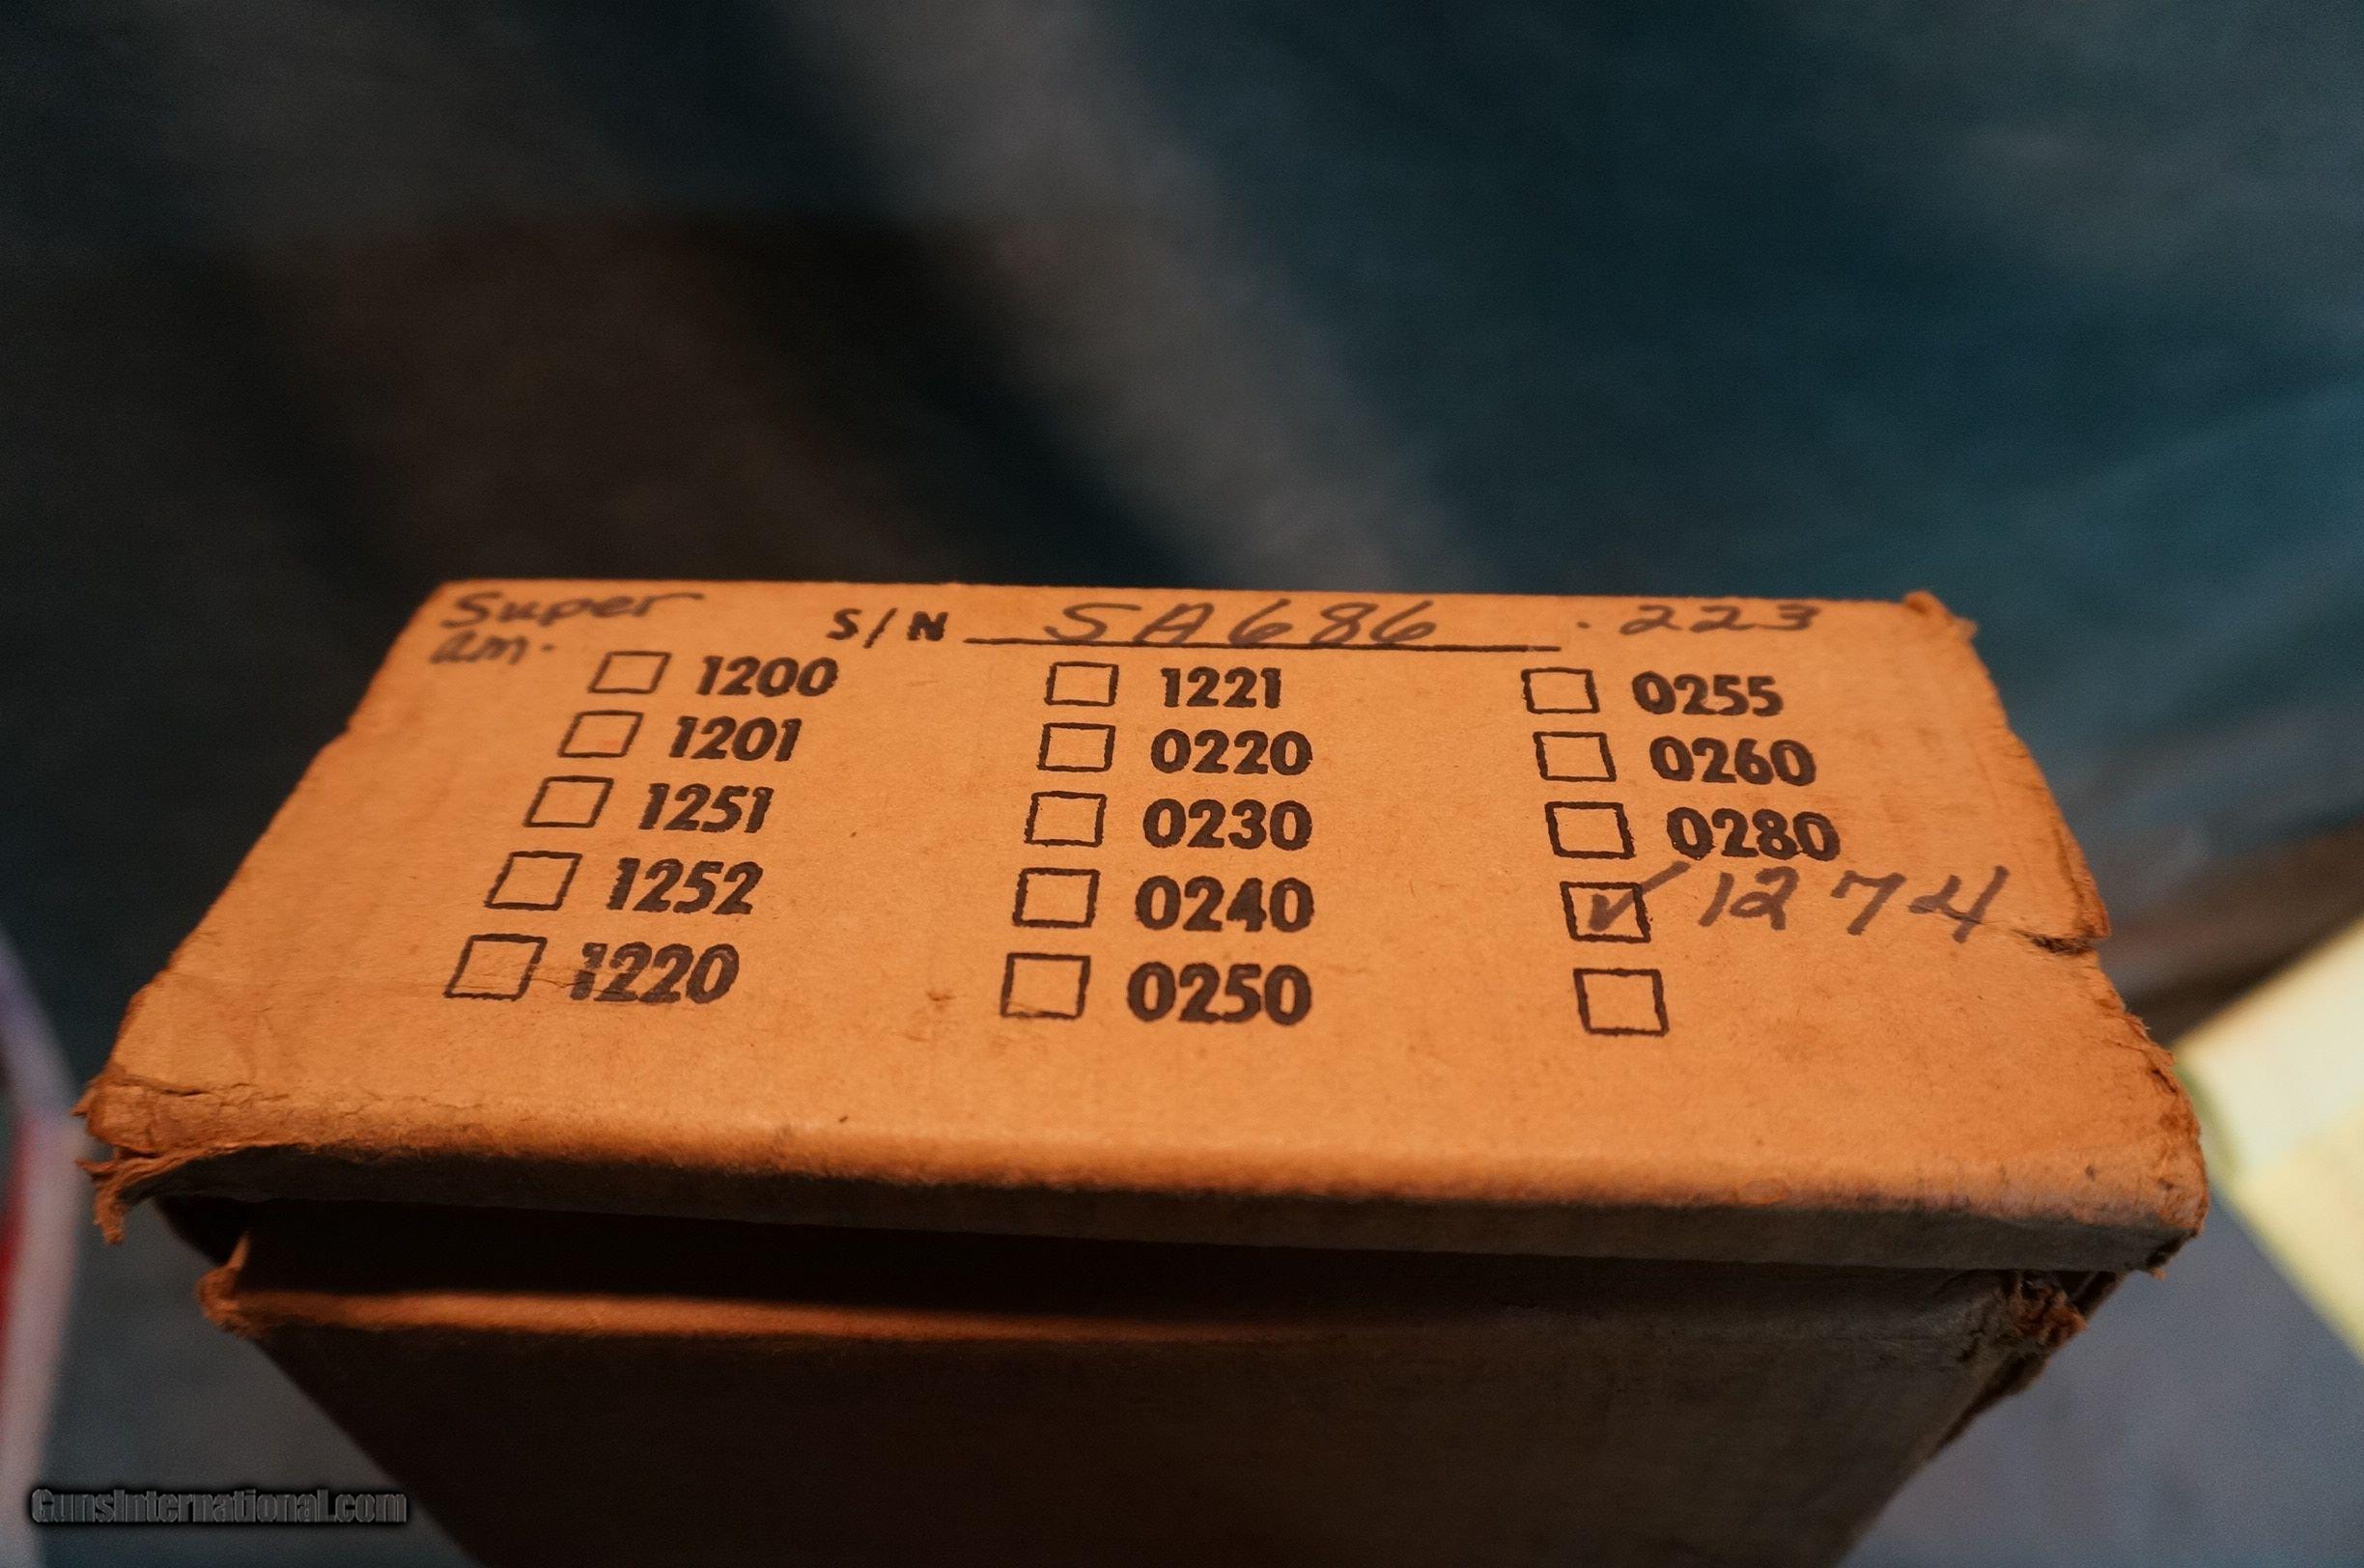 Super S/N SA686 .223
am.
1200 1221 0255
1201 0220 0260
1251 0230 0280
1252 0240 ✓ 1274
1220 0250
GunsInternational.com